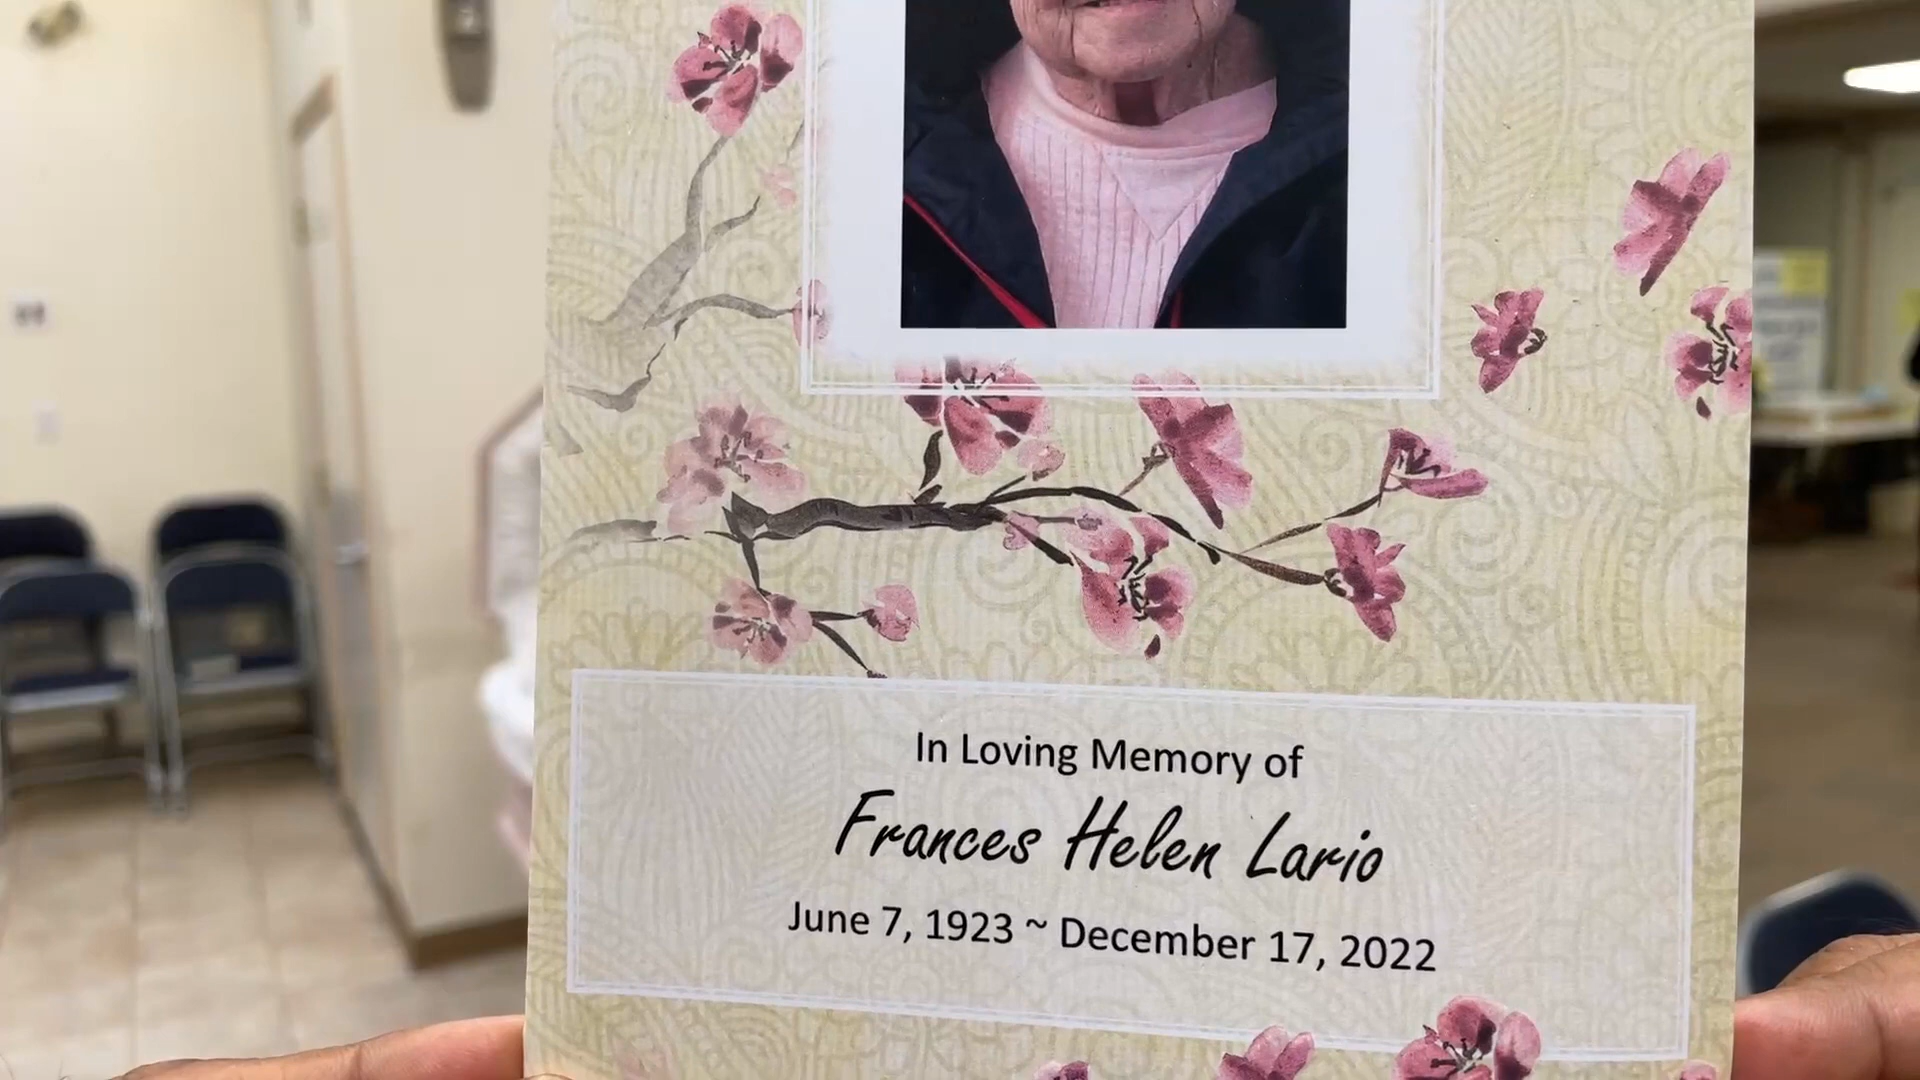 In Loving Memory of
Frances Helen Lario
June 7, 1923 ~ December 17, 2022